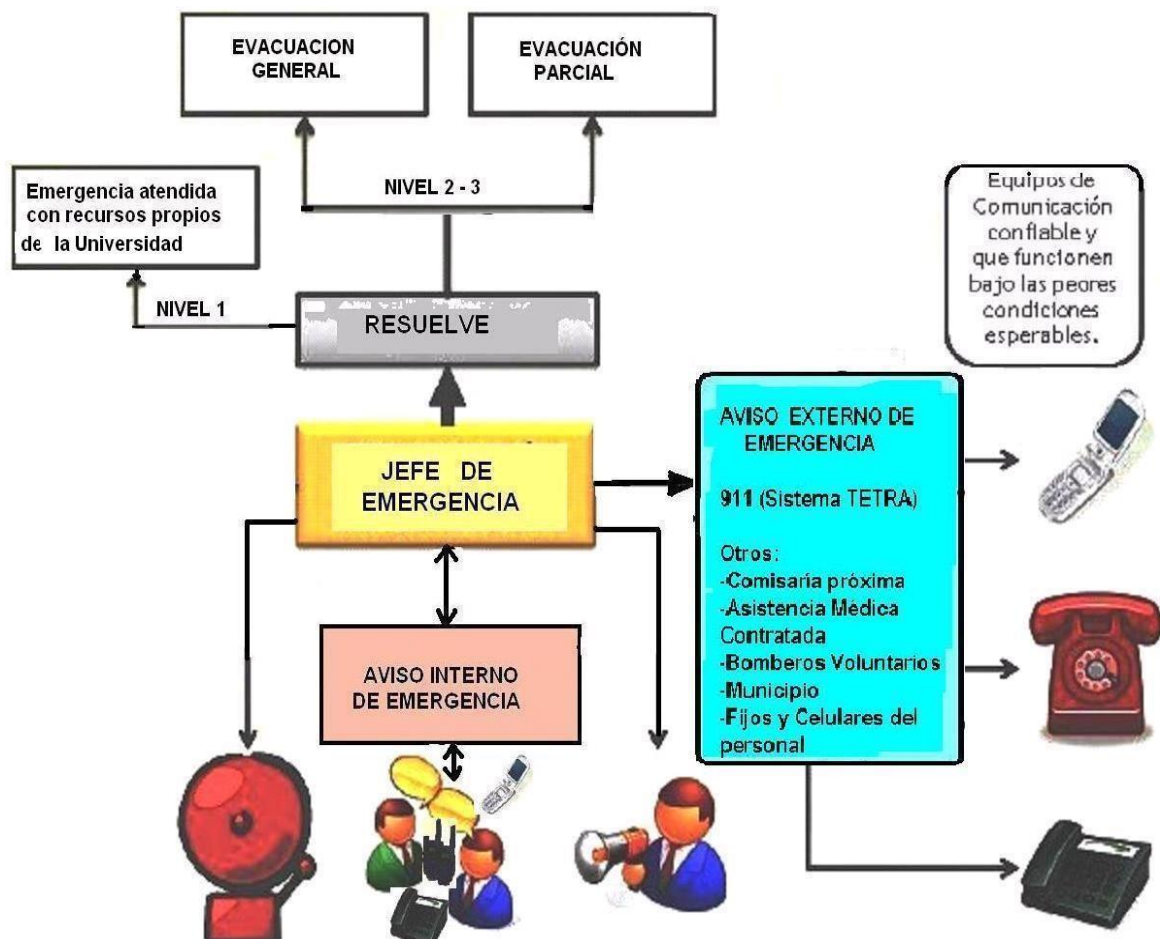 EVACUACION
GENERAL
EVACUACIÓN
PARCIAL
Emergencia atendida
con recursos propios
de la Universidad
NIVEL 2 - 3
NIVEL 1
RESUELVE
Equipos de
Comunicación
confiable y
que funcionen
bajo las peores
condiciones
esperables.
JEFE DE
EMERGENCIA
AVISO EXTERNO DE
EMERGENCIA
911 (Sistema TETRA)
Otros:
-Comisaría próxima
-Asistencia Médica
Contratada
-Bomberos Voluntarios
-Municipio
-Fijos y Celulares del
personal
AVISO INTERNO
DE EMERGENCIA